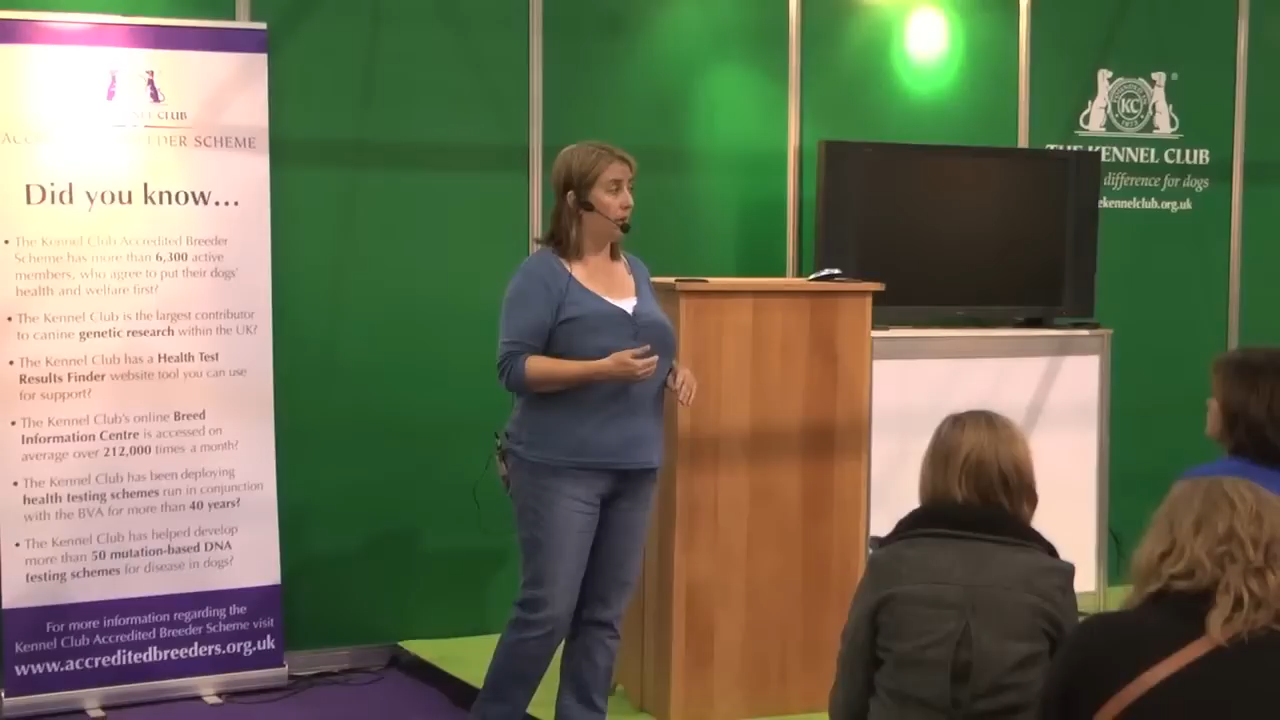 CLUB
DER SCHEME
Did you know...
• The Kennel Club Accredited Breeder
Scheme has more than 6,300 active
members, who agree to put their dogs'
health and welfare first?
• The Kennel Club is the largest contributor
to canine genetic research within the UK?
• The Kennel Club has a Health Test
Results Finder website tool you can use
for support?
• The Kennel Club's online Breed
Information Centre is accessed on
average over 212,000 times a month?
• The Kennel Club has been deploying
health testing schemes run in conjunction
with the BVA for more than 40 years?
• The Kennel Club has helped develop
more than 50 mutation-based DNA
testing schemes for disease in dogs?
For more information regarding the
Kennel Club Accredited Breeder Scheme visit
www.accreditedbreeders.org.uk
KC
THE KENNEL CLUB
difference for dogs
ekennelclub.org.uk